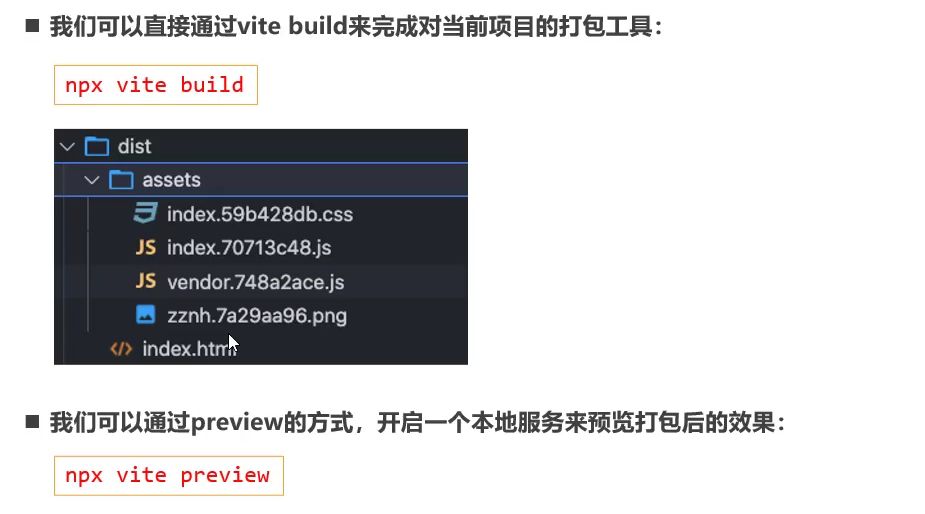 我们可以直接通过vite build来完成对当前项目的打包工具：
npx vite build
dist
assets
index.59b428db.css
JS index.70713c48.js
JS vendor.748a2ace.js
zznh.7a29aa96.png
</> index.html
我们可以通过preview的方式，开启一个本地服务来预览打包后的效果：
npx vite preview